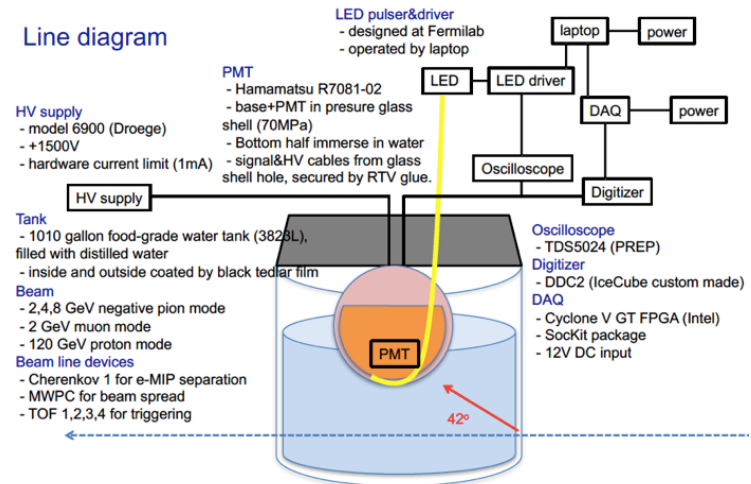 Line diagram
LED pulser&driver
- designed at Fermilab
- operated by laptop
laptop
power
PMT
- Hamamatsu R7081-02
- base+PMT in presure glass
shell (70MPa)
- Bottom half immerse in water
- signal&HV cables from glass
shell hole, secured by RTV glue.
LED
LED driver
DAQ
power
HV supply
- model 6900 (Droege)
- +1500V
- hardware current limit (1mA)
Oscilloscope
Digitizer
HV supply
Tank
- 1010 gallon food-grade water tank (3823L),
filled with distilled water
- inside and outside coated by black tedlar film
Beam
- 2,4,8 GeV negative pion mode
- 2 GeV muon mode
- 120 GeV proton mode
Beam line devices
- Cherenkov 1 for e-MIP separation
- MWPC for beam spread
- TOF 1,2,3,4 for triggering
Oscilloscope
- TDS5024 (PREP)
Digitizer
- DDC2 (IceCube custom made)
DAQ
- Cyclone V GT FPGA (Intel)
- SocKit package
- 12V DC input
PMT
42º